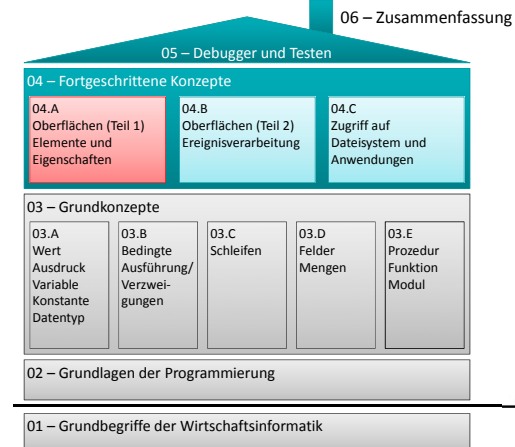 06 – Zusammenfassung
05 – Debugger und Testen
04 – Fortgeschrittene Konzepte
04.A
Oberflächen (Teil 1)
Elemente und
Eigenschaften
04.B
Oberflächen (Teil 2)
Ereignisverarbeitung
04.C
Zugriff auf
Dateisystem und
Anwendungen
03 – Grundkonzepte
03.A
Wert
Ausdruck
Variable
Konstante
Datentyp
03.B
Bedingte
Ausführung/
Verzwei-
gungen
03.C
Schleifen
03.D
Felder
Mengen
03.E
Prozedur
Funktion
Modul
02 – Grundlagen der Programmierung
01 – Grundbegriffe der Wirtschaftsinformatik